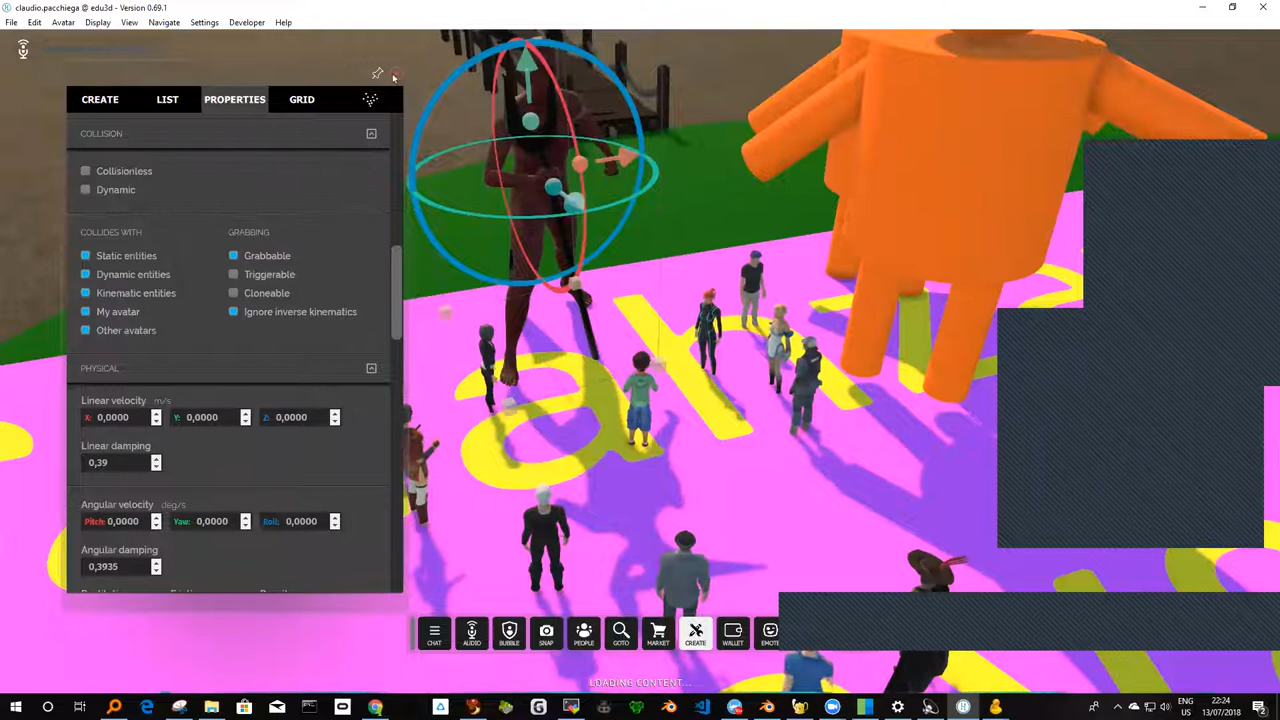 claudio.pacchiega @ edu3d - Version 0.69.1
File Edit Avatar Display View Navigate Settings Developer Help
CREATE LIST PROPERTIES GRID
COLLISION
Collisionless
Dynamic
COLLIDES WITH GRABBING
Static entities Grabbable
Dynamic entities Triggerable
Kinematic entities Cloneable
My avatar Ignore inverse kinematics
Other avatars
PHYSICAL
Linear velocity m/s
X: 0,0000 Y: 0,0000 Z: 0,0000
Linear damping
0,39
Angular velocity deg/s
Pitch: 0,0000 Yaw: 0,0000 Roll: 0,0000
Angular damping
0,3935
ah
CHAT AUDIO BUBBLE SNAP PEOPLE GOTO MARKET CREATE WALLET
LOADING CONTENT...
ENG 22:24
US 13/07/2018